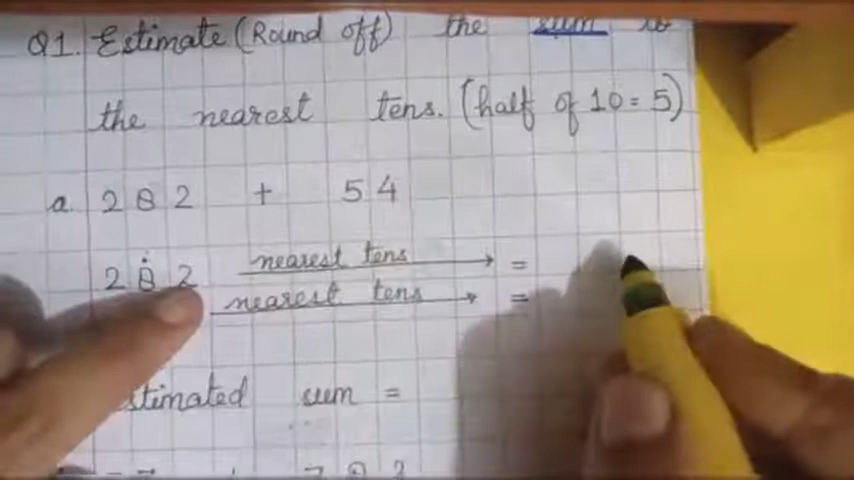 Q1. Estimate (Round off) the sum to
the nearest tens. (half of 10 = 5)
a. 282 + 54
282 nearest tens =
nearest tens =
stimated sum =